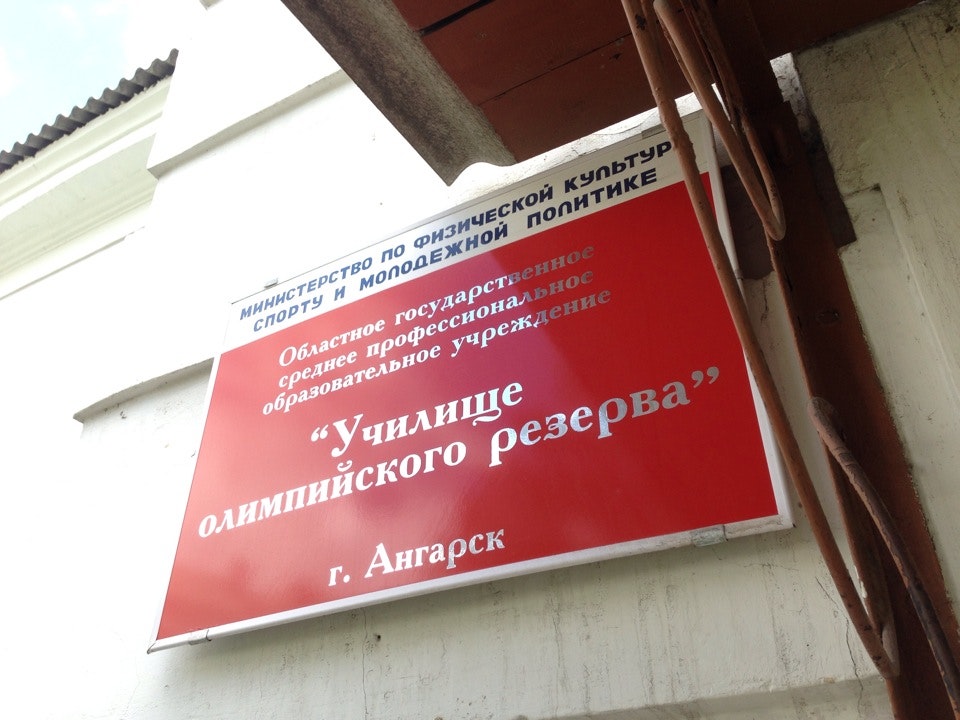 МИНИСТЕРСТВО ПО ФИЗИЧЕСКОЙ КУЛЬТУР
СПОРТУ И МОЛОДЕЖНОЙ ПОЛИТИКЕ
Областное государственное
среднее профессиональное
образовательное учреждение
“Училище
олимпийского резерва”
г. Ангарск